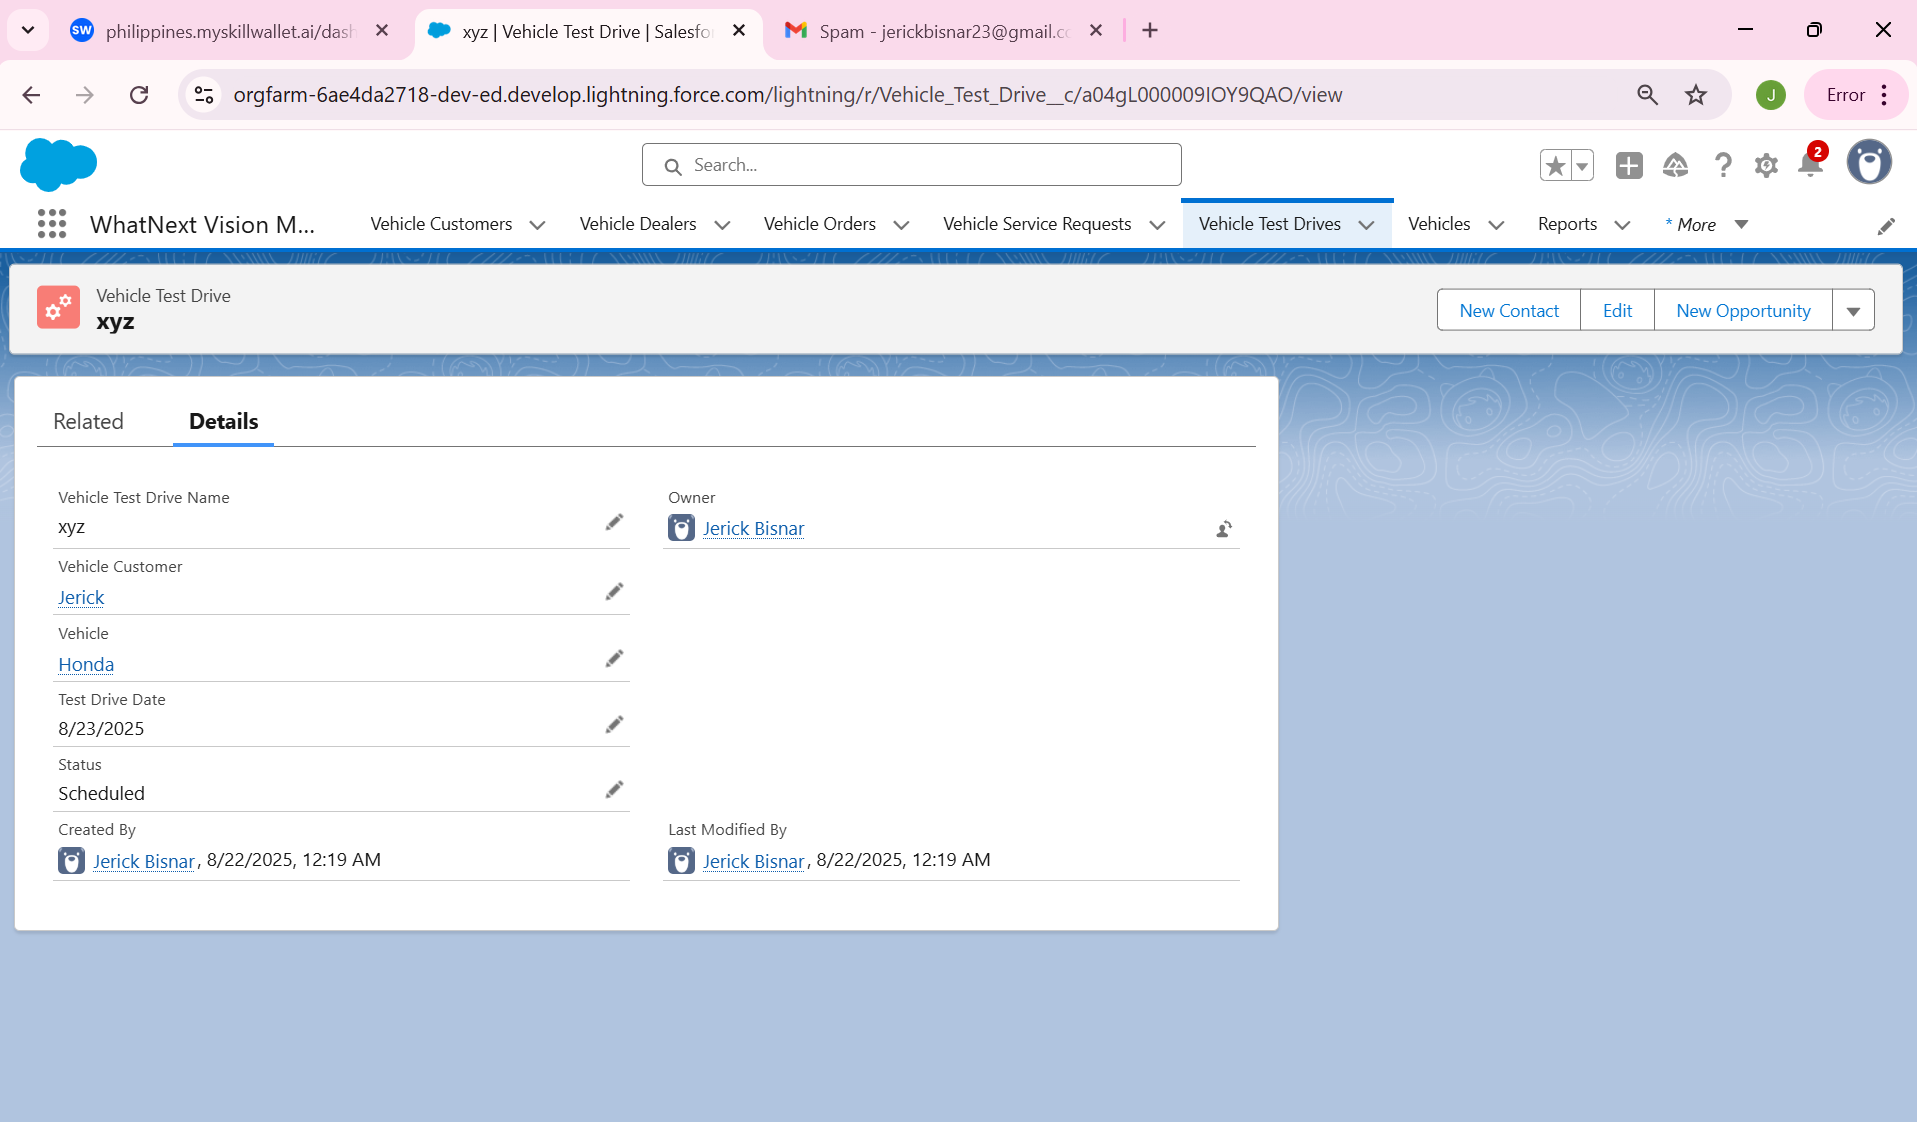 SW philippines.myskillwallet.ai/dash
xyz | Vehicle Test Drive | Salesfo
Spam - jerickbisnar23@gmail.co
orgfarm-6ae4da2718-dev-ed.develop.lightning.force.com/lightning/r/Vehicle_Test_Drive__c/a04gL000009IOY9QAO/view
J
Error
Search...
2
WhatNext Vision M...
Vehicle Customers
Vehicle Dealers
Vehicle Orders
Vehicle Service Requests
Vehicle Test Drives
Vehicles
Reports
* More
Vehicle Test Drive
xyz
New Contact
Edit
New Opportunity
Related
Details
Vehicle Test Drive Name
xyz
Owner
Jerick Bisnar
Vehicle Customer
Jerick
Vehicle
Honda
Test Drive Date
8/23/2025
Status
Scheduled
Created By
Jerick Bisnar, 8/22/2025, 12:19 AM
Last Modified By
Jerick Bisnar, 8/22/2025, 12:19 AM